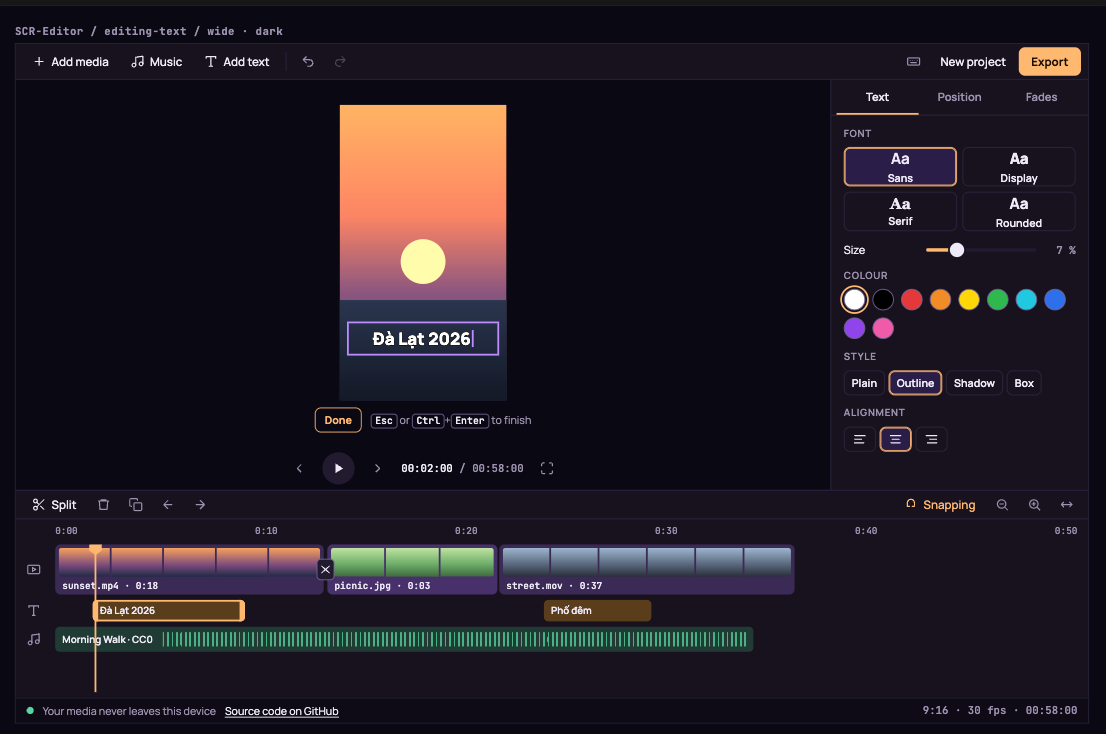 SCR-Editor / editing-text / wide · dark
+ Add media Music Add text New project Export
Text Position Fades
FONT
Aa Aa
Sans Display
Aa Aa
Serif Rounded
Size 7 %
COLOUR
STYLE
Plain Outline Shadow Box
ALIGNMENT
Đà Lạt 2026
Done Esc or Ctrl+Enter to finish
00:02:00 / 00:58:00
Split Snapping
0:00 0:10 0:20 0:30 0:40 0:50
sunset.mp4 · 0:18 picnic.jpg · 0:03 street.mov · 0:37
Đà Lạt 2026 Phố đêm
Morning Walk · CC0
Your media never leaves this device Source code on GitHub 9:16 · 30 fps · 00:58:00